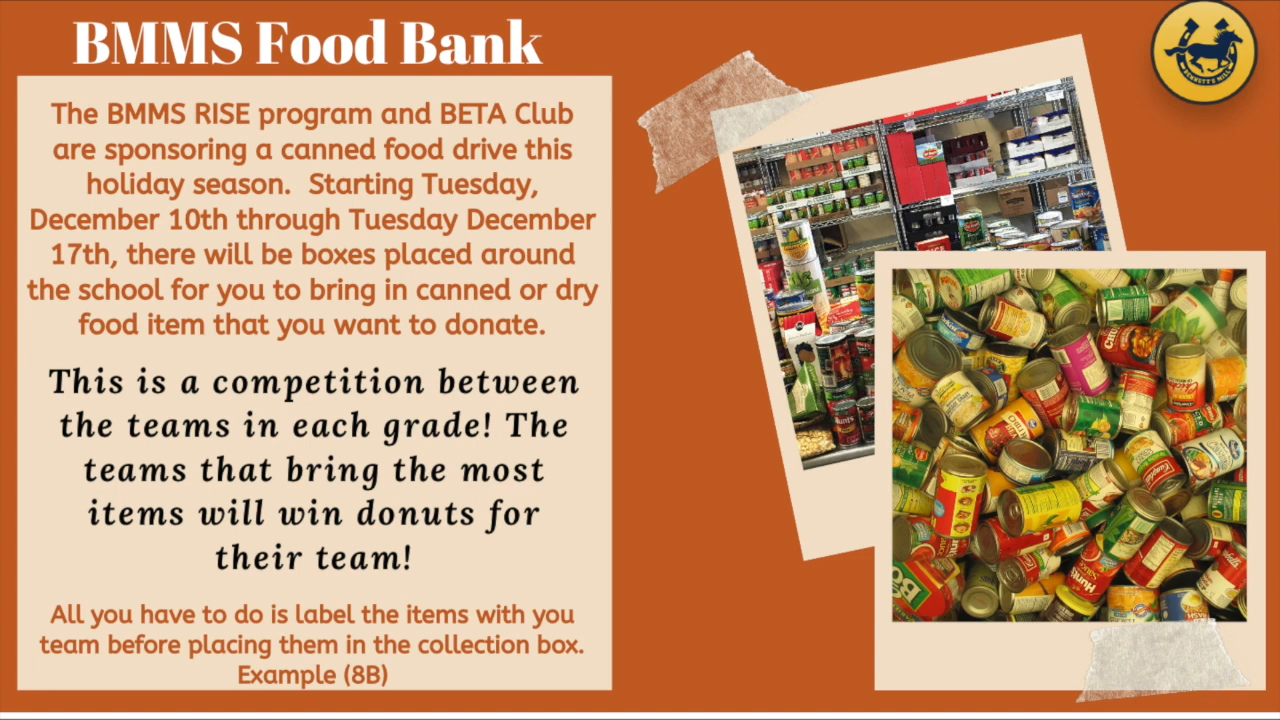 BMMS Food Bank
The BMMS RISE program and BETA Club
are sponsoring a canned food drive this
holiday season.  Starting Tuesday,
December 10th through Tuesday December
17th, there will be boxes placed around
the school for you to bring in canned or dry
food item that you want to donate.
This is a competition between
the teams in each grade! The
teams that bring the most
items will win donuts for
their team!
All you have to do is label the items with you
team before placing them in the collection box.
Example (8B)
BENNETT'S MILL
Campbell's
Hunt's